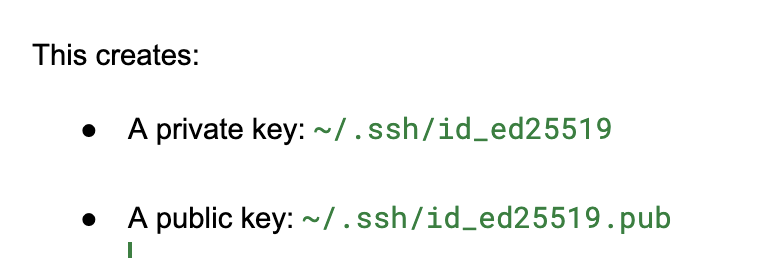 This creates:
● A private key: ~/.ssh/id_ed25519
● A public key: ~/.ssh/id_ed25519.pub